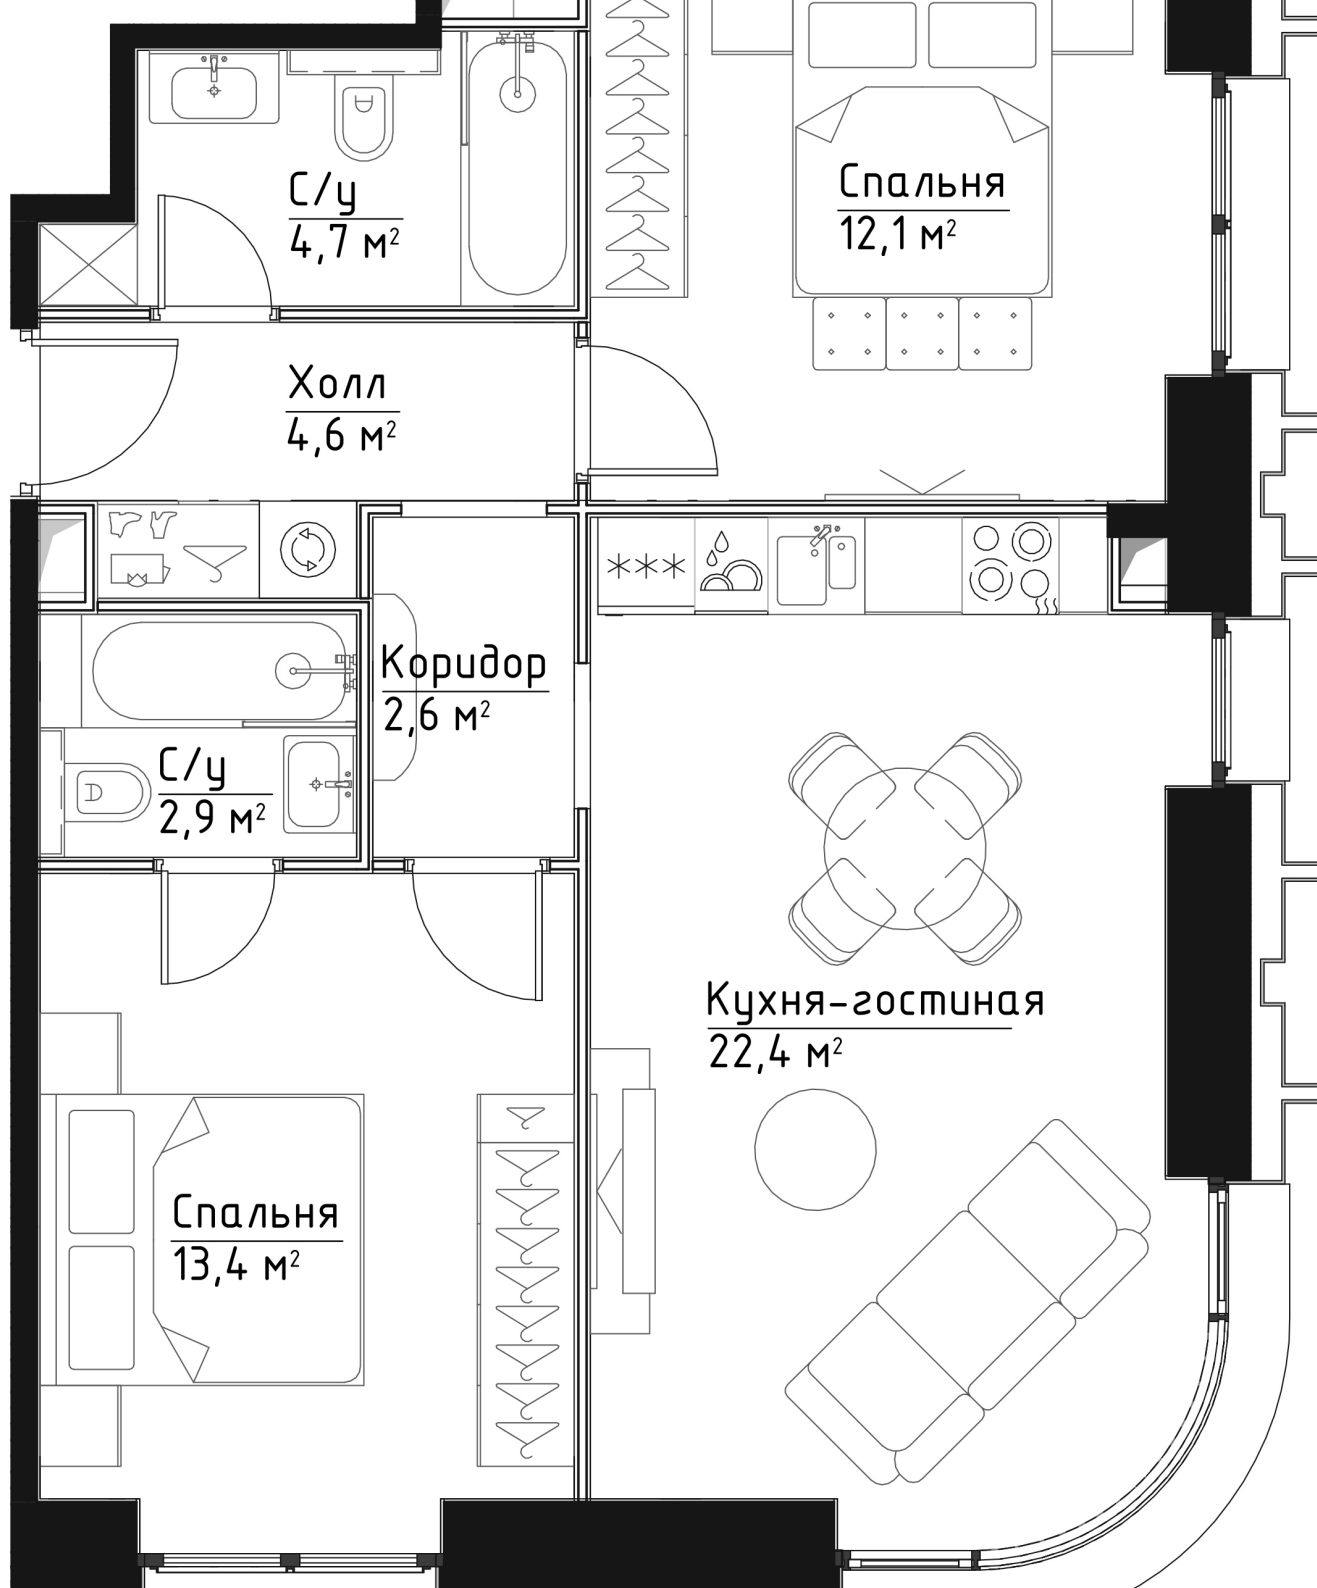 С/у
4,7 м²
Спальня
12,1 м²
Холл
4,6 м²
Коридор
2,6 м²
С/у
2,9 м²
Кухня-гостиная
22,4 м²
Спальня
13,4 м²